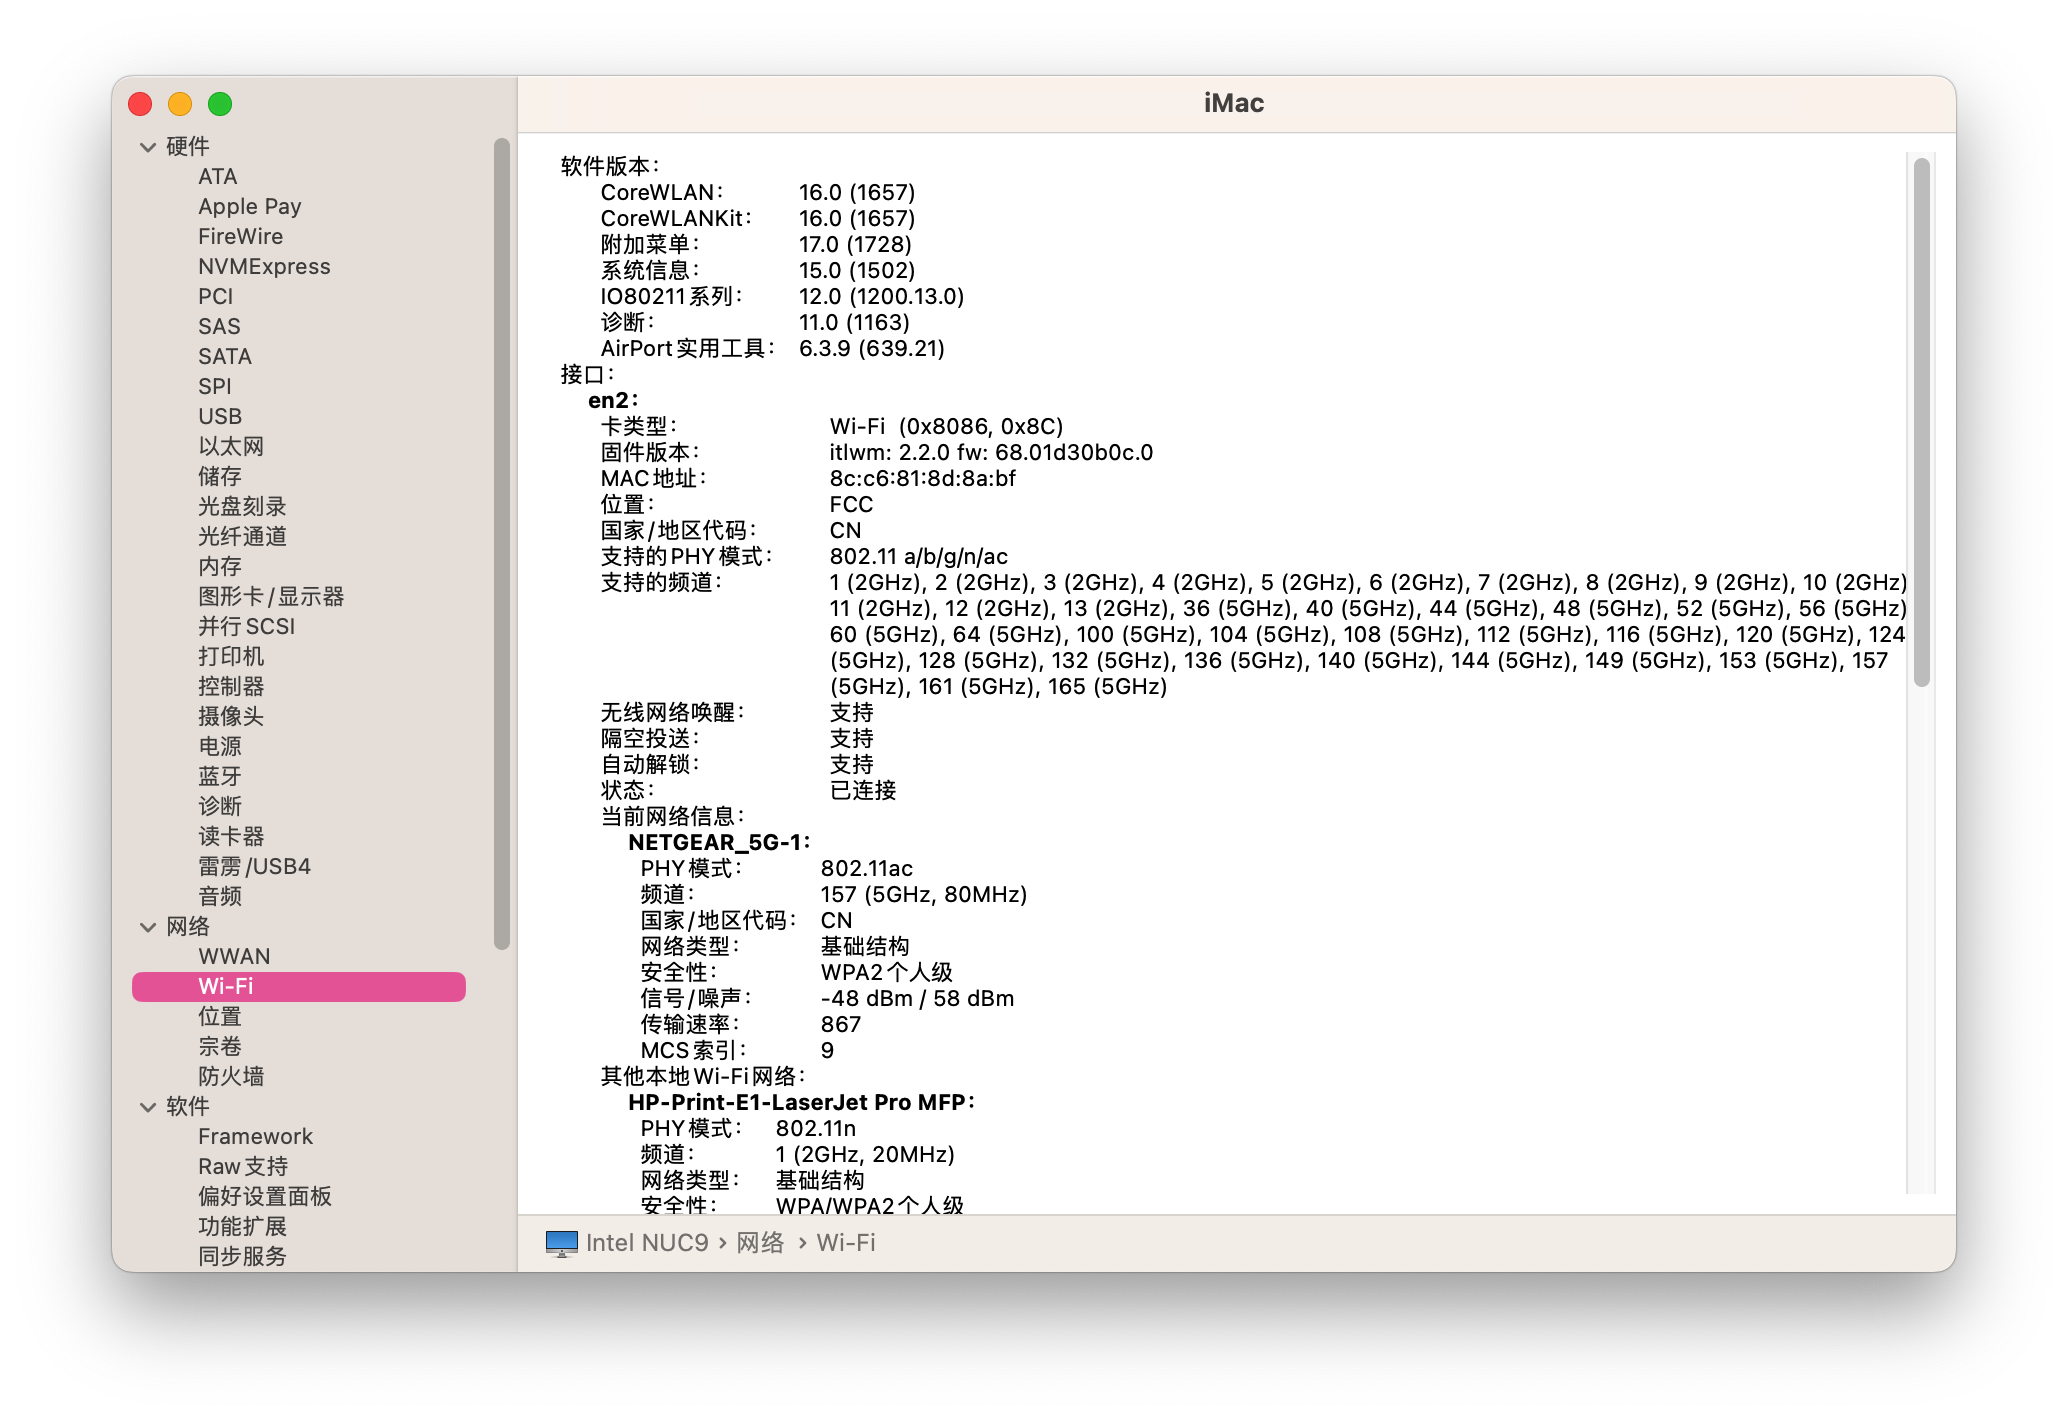 iMac
硬件
ATA
Apple Pay
FireWire
NVMExpress
PCI
SAS
SATA
SPI
USB
以太网
储存
光盘刻录
光纤通道
内存
图形卡/显示器
并行SCSI
打印机
控制器
摄像头
电源
蓝牙
诊断
读卡器
雷雳/USB4
音频
网络
WWAN
Wi-Fi
位置
宗卷
防火墙
软件
Framework
Raw支持
偏好设置面板
功能扩展
同步服务
软件版本：
CoreWLAN： 16.0 (1657)
CoreWLANKit： 16.0 (1657)
附加菜单： 17.0 (1728)
系统信息： 15.0 (1502)
IO80211系列： 12.0 (1200.13.0)
诊断： 11.0 (1163)
AirPort实用工具： 6.3.9 (639.21)
接口：
en2：
卡类型： Wi-Fi (0x8086, 0x8C)
固件版本： itlwm: 2.2.0 fw: 68.01d30b0c.0
MAC地址： 8c:c6:81:8d:8a:bf
位置： FCC
国家/地区代码： CN
支持的PHY模式： 802.11 a/b/g/n/ac
支持的频道： 1 (2GHz), 2 (2GHz), 3 (2GHz), 4 (2GHz), 5 (2GHz), 6 (2GHz), 7 (2GHz), 8 (2GHz), 9 (2GHz), 10 (2GHz)
11 (2GHz), 12 (2GHz), 13 (2GHz), 36 (5GHz), 40 (5GHz), 44 (5GHz), 48 (5GHz), 52 (5GHz), 56 (5GHz)
60 (5GHz), 64 (5GHz), 100 (5GHz), 104 (5GHz), 108 (5GHz), 112 (5GHz), 116 (5GHz), 120 (5GHz), 124
(5GHz), 128 (5GHz), 132 (5GHz), 136 (5GHz), 140 (5GHz), 144 (5GHz), 149 (5GHz), 153 (5GHz), 157
(5GHz), 161 (5GHz), 165 (5GHz)
无线网络唤醒： 支持
隔空投送： 支持
自动解锁： 支持
状态： 已连接
当前网络信息：
NETGEAR_5G-1：
PHY模式： 802.11ac
频道： 157 (5GHz, 80MHz)
国家/地区代码： CN
网络类型： 基础结构
安全性： WPA2个人级
信号/噪声： -48 dBm / 58 dBm
传输速率： 867
MCS索引： 9
其他本地Wi-Fi网络：
HP-Print-E1-LaserJet Pro MFP：
PHY模式： 802.11n
频道： 1 (2GHz, 20MHz)
网络类型： 基础结构
安全性： WPA/WPA2个人级
Intel NUC9 › 网络 › Wi-Fi